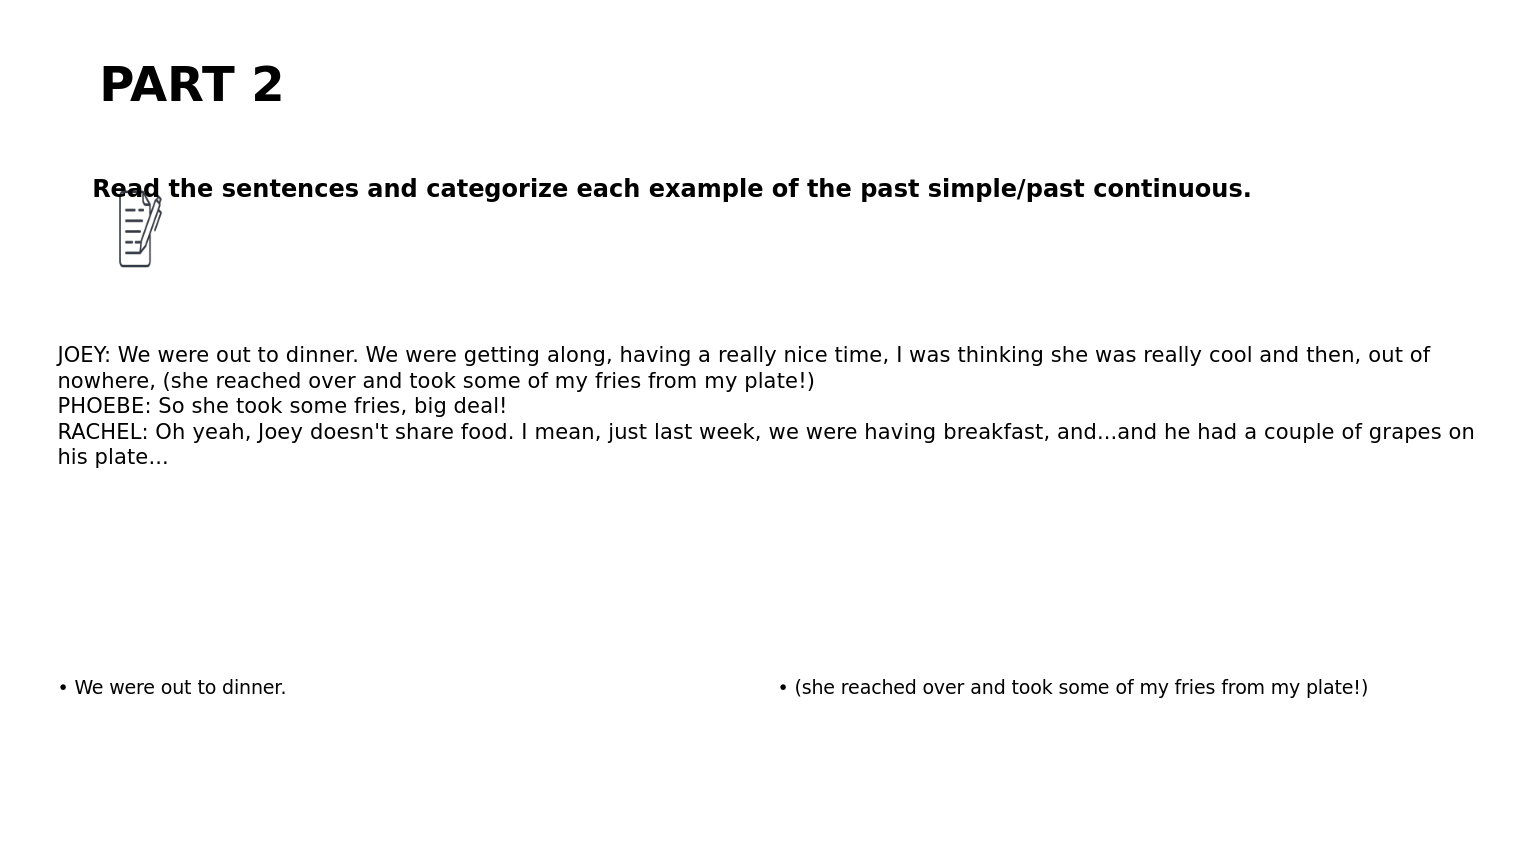 PART 2
Read the sentences and categorize each example of the past simple/past continuous.
JOEY: We were out to dinner. We were getting along, having a really nice time, I was thinking she was really cool and then, out of
nowhere, (she reached over and took some of my fries from my plate!)
PHOEBE: So she took some fries, big deal!
RACHEL: Oh yeah, Joey doesn't share food. I mean, just last week, we were having breakfast, and...and he had a couple of grapes on
his plate...
• We were out to dinner.
• (she reached over and took some of my fries from my plate!)